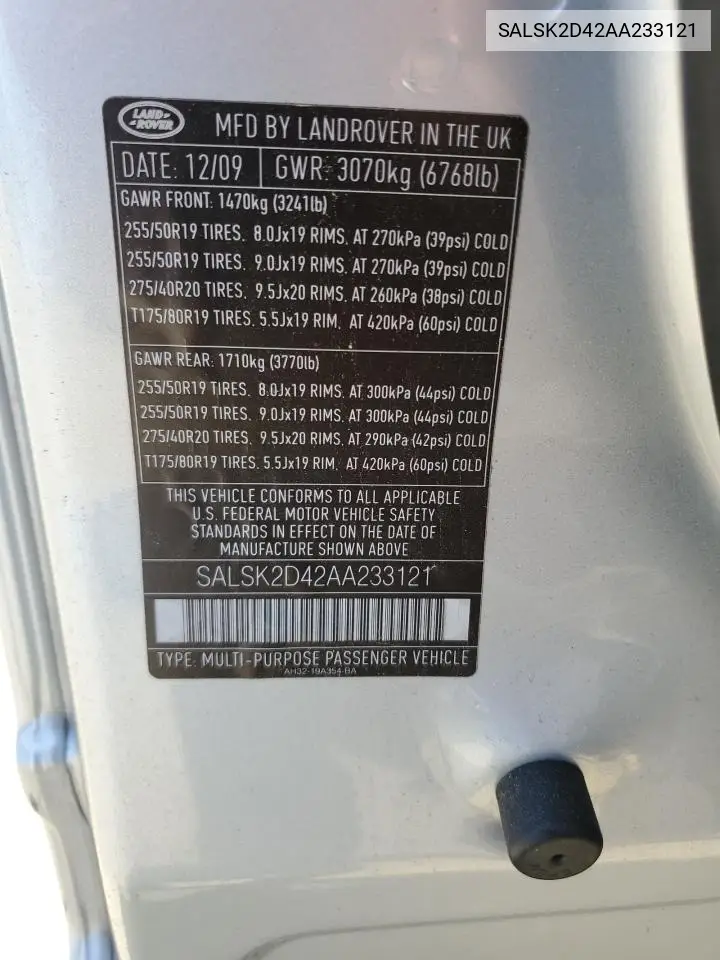 SALSK2D42AA233121
LAND-
-ROVER
MFD BY LANDROVER IN THE UK
DATE: 12/09 GWR: 3070kg (6768lb)
GAWR FRONT: 1470kg (3241lb)
255/50R19 TIRES. 8.0Jx19 RIMS. AT 270kPa (39psi) COLD
255/50R19 TIRES. 9.0Jx19 RIMS. AT 270kPa (39psi) COLD
275/40R20 TIRES. 9.5Jx20 RIMS. AT 260kPa (38psi) COLD
T175/80R19 TIRES. 5.5Jx19 RIM. AT 420kPa (60psi) COLD
GAWR REAR: 1710kg (3770lb)
255/50R19 TIRES. 8.0Jx19 RIMS. AT 300kPa (44psi) COLD
255/50R19 TIRES. 9.0Jx19 RIMS. AT 300kPa (44psi) COLD
275/40R20 TIRES. 9.5Jx20 RIMS. AT 290kPa (42psi) COLD
T175/80R19 TIRES. 5.5Jx19 RIM. AT 420kPa (60psi) COLD
THIS VEHICLE CONFORMS TO ALL APPLICABLE
U.S. FEDERAL MOTOR VEHICLE SAFETY
STANDARDS IN EFFECT ON THE DATE OF
MANUFACTURE SHOWN ABOVE
SALSK2D42AA233121
TYPE: MULTI-PURPOSE PASSENGER VEHICLE
AH32-19A354-BA